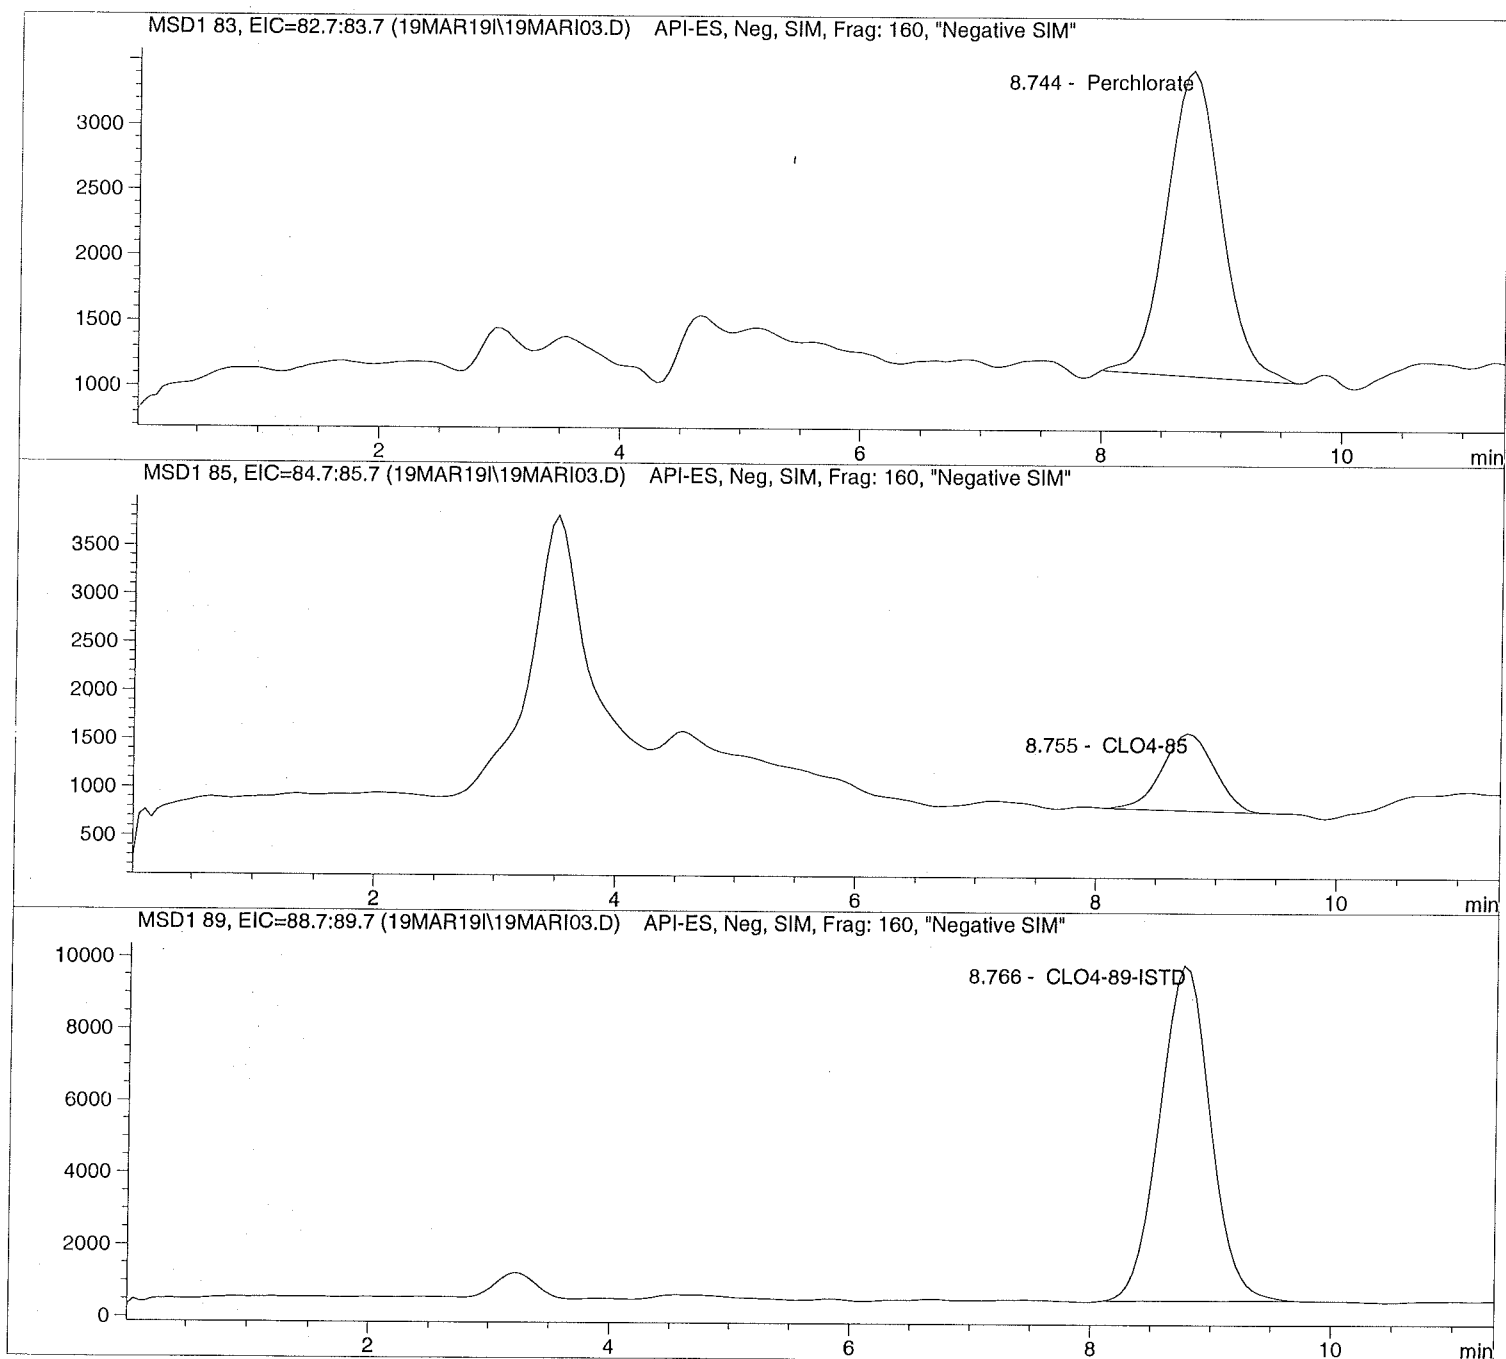 MSD1 83, EIC=82.7:83.7 (19MAR19I\19MARI03.D) API-ES, Neg, SIM, Frag: 160, "Negative SIM"
8.744 - Perchlorate
3000
2500
2000
1500
1000
2 4 6 8 10 min
MSD1 85, EIC=84.7:85.7 (19MAR19I\19MARI03.D) API-ES, Neg, SIM, Frag: 160, "Negative SIM"
3500
3000
2500
2000
1500
8.755 - CLO4-85
1000
500
2 4 6 8 10 min
MSD1 89, EIC=88.7:89.7 (19MAR19I\19MARI03.D) API-ES, Neg, SIM, Frag: 160, "Negative SIM"
10000
8.766 - CLO4-89-ISTD
8000
6000
4000
2000
0
2 4 6 8 10 min